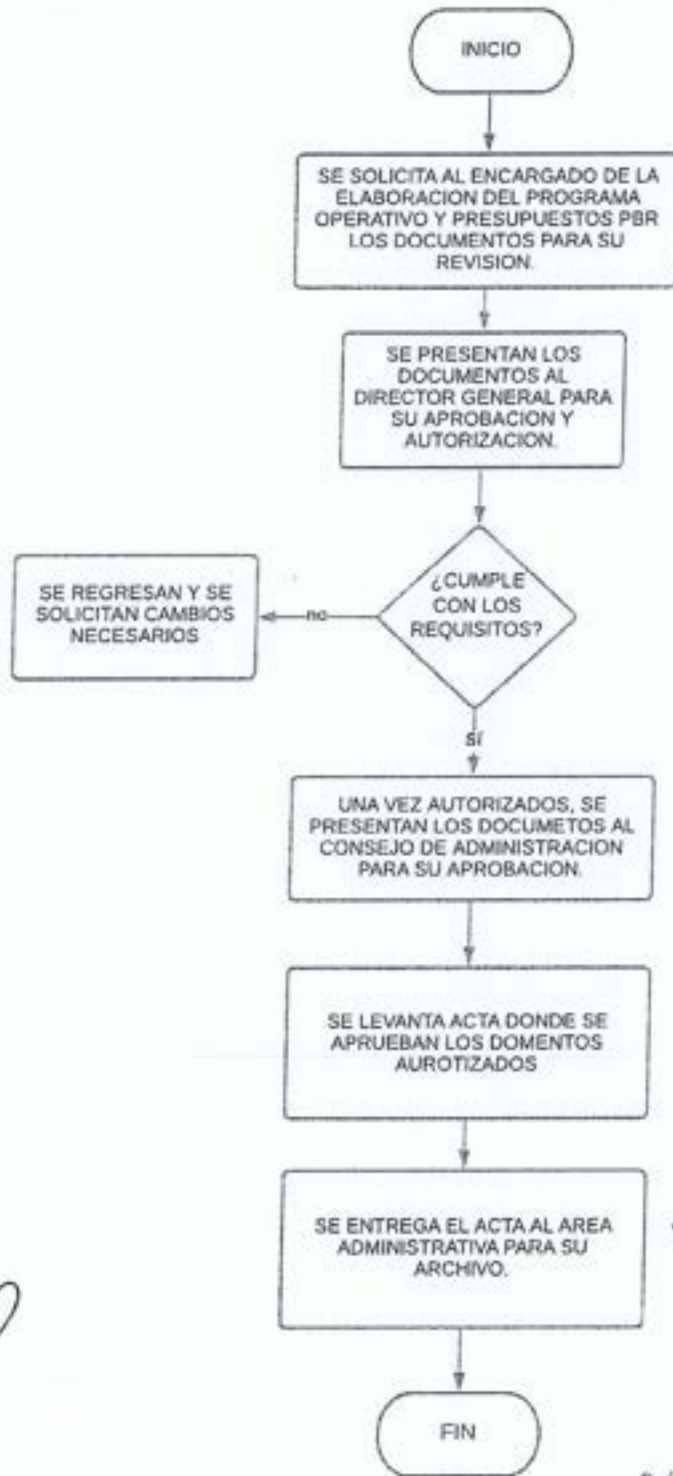 INICIO
SE SOLICITA AL ENCARGADO DE LA
ELABORACION DEL PROGRAMA
OPERATIVO Y PRESUPUESTOS PBR
LOS DOCUMENTOS PARA SU
REVISION.
SE PRESENTAN LOS
DOCUMENTOS AL
DIRECTOR GENERAL PARA
SU APROBACION Y
AUTORIZACION.
¿CUMPLE
CON LOS
REQUISITOS?
no
SE REGRESAN Y SE
SOLICITAN CAMBIOS
NECESARIOS
Sí
UNA VEZ AUTORIZADOS, SE
PRESENTAN LOS DOCUMETOS AL
CONSEJO DE ADMINISTRACION
PARA SU APROBACION.
SE LEVANTA ACTA DONDE SE
APRUEBAN LOS DOMENTOS
AUROTIZADOS
SE ENTREGA EL ACTA AL AREA
ADMINISTRATIVA PARA SU
ARCHIVO.
FIN